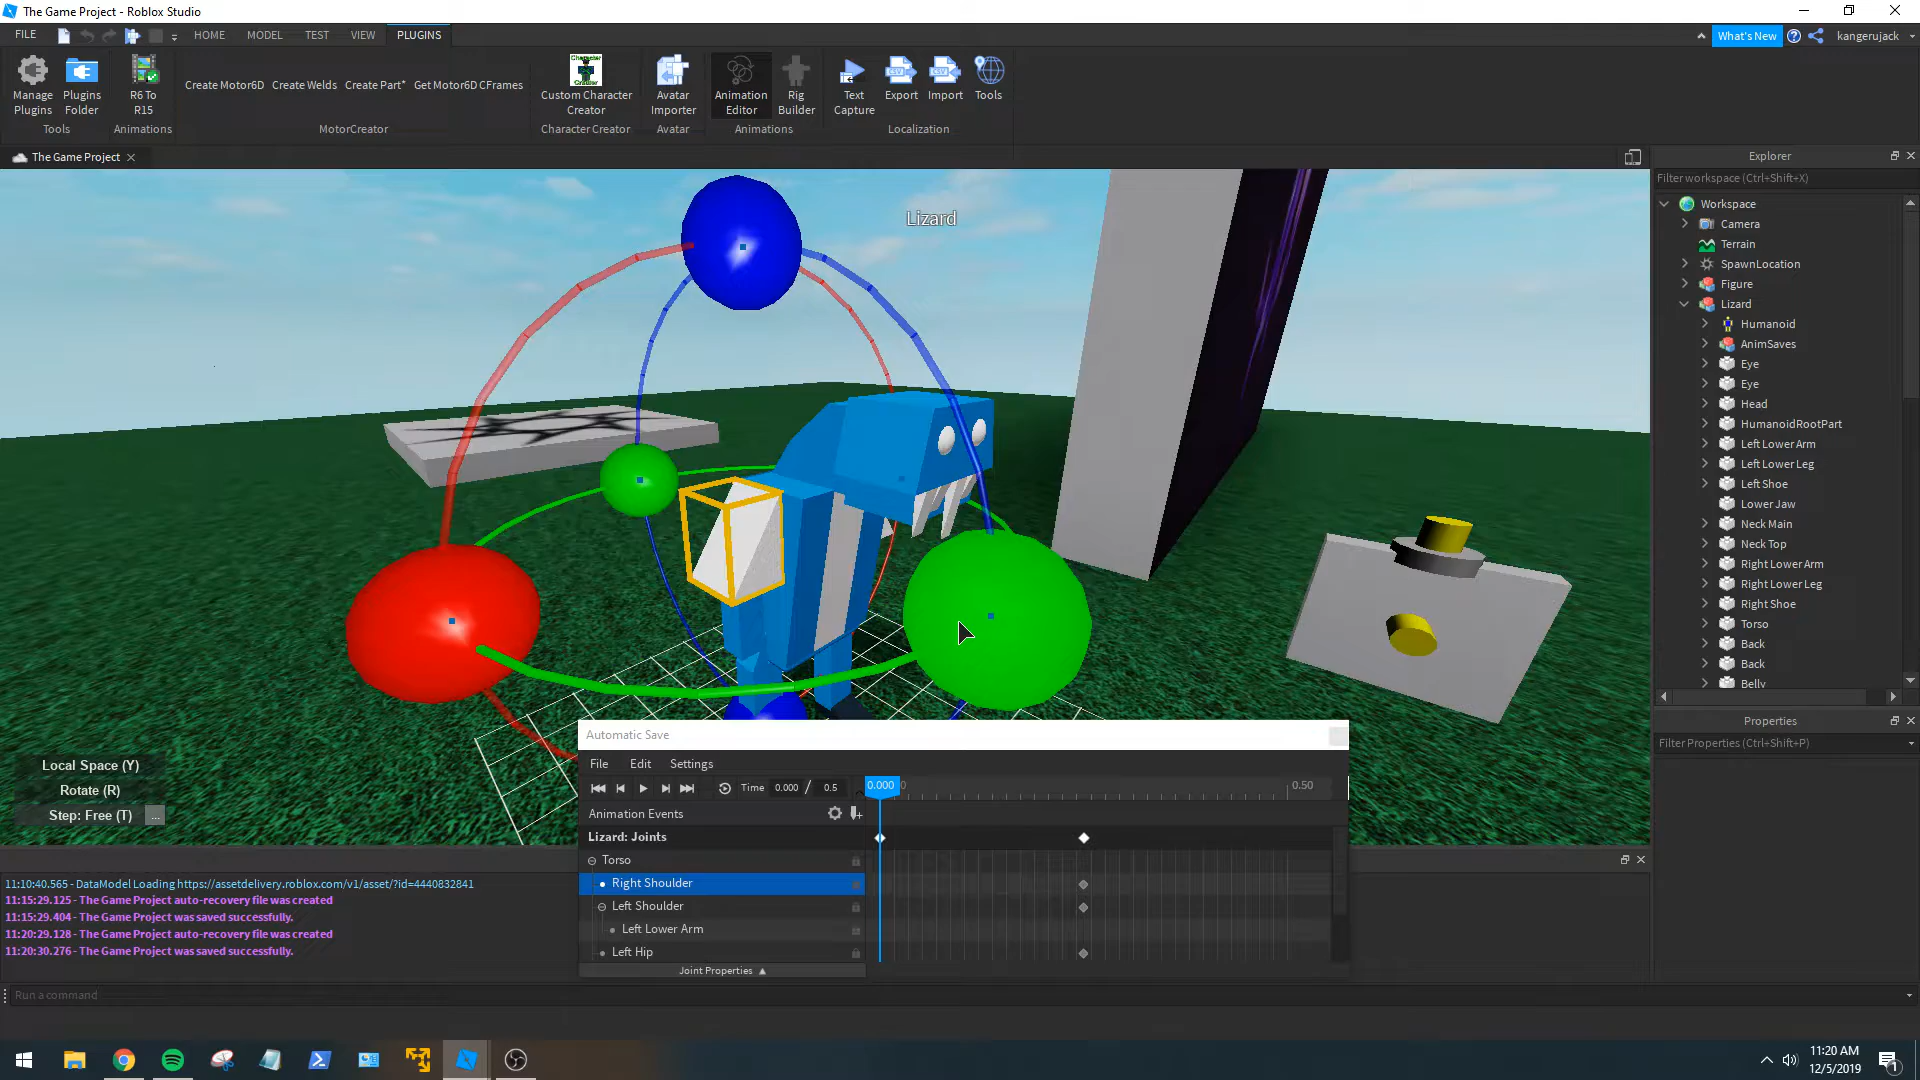 The Game Project - Roblox Studio
FILE
HOME
MODEL
TEST
VIEW
PLUGINS
What's New
kangerujack
Manage Plugins
Plugins Folder
R6 To R15
Create Motor6D
Create Welds
Create Part*
Get Motor6D CFrames
Custom Character Creator
Avatar Importer
Animation Editor
Rig Builder
Text Capture
Export
Import
Tools
Tools
Animations
MotorCreator
Character Creator
Avatar
Animations
Localization
The Game Project
Lizard
Local Space (Y)
Rotate (R)
Step: Free (T)
...
Explorer
Filter workspace (Ctrl+Shift+X)
Workspace
Camera
Terrain
SpawnLocation
Figure
Lizard
Humanoid
AnimSaves
Eye
Eye
Head
HumanoidRootPart
Left Lower Arm
Left Lower Leg
Left Shoe
Lower Jaw
Neck Main
Neck Top
Right Lower Arm
Right Lower Leg
Right Shoe
Torso
Back
Back
Belly
Properties
Filter Properties (Ctrl+Shift+P)
Automatic Save
File
Edit
Settings
Time 0.000 / 0.5
0.000
0.50
Animation Events
Lizard: Joints
Torso
Right Shoulder
Left Shoulder
Left Lower Arm
Left Hip
Joint Properties
11:10:40.565 - DataModel Loading https://assetdelivery.roblox.com/v1/asset/?id=4440832841
11:15:29.125 - The Game Project auto-recovery file was created
11:15:29.404 - The Game Project was saved successfully.
11:20:29.128 - The Game Project auto-recovery file was created
11:20:30.276 - The Game Project was saved successfully.
Run a command
11:20 AM
12/5/2019
1